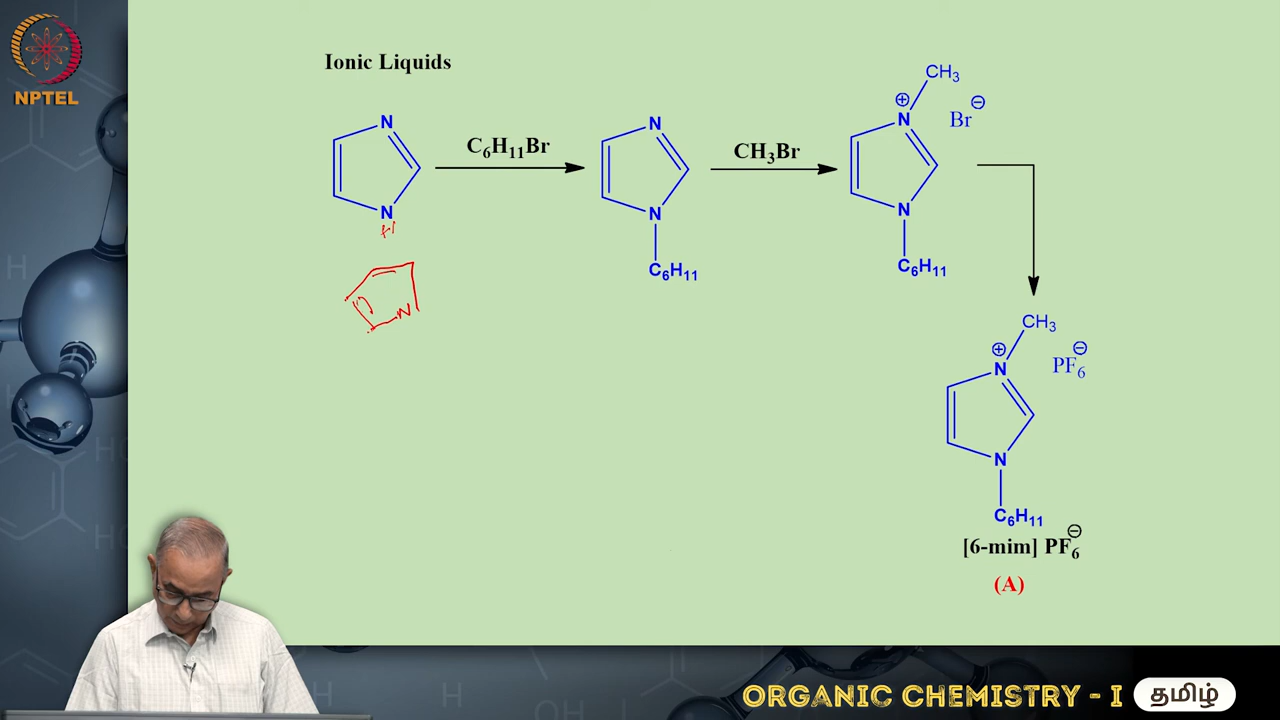 NPTEL
Ionic Liquids
N
N
H
C₆H₁₁Br
N
N
C₆H₁₁
CH₃Br
CH₃
⊕
N
Br⊖
N
C₆H₁₁
N
CH₃
⊕
N
PF₆⊖
N
C₆H₁₁
[6-mim] PF₆⊖
(A)
ORGANIC CHEMISTRY - I தமிழ்